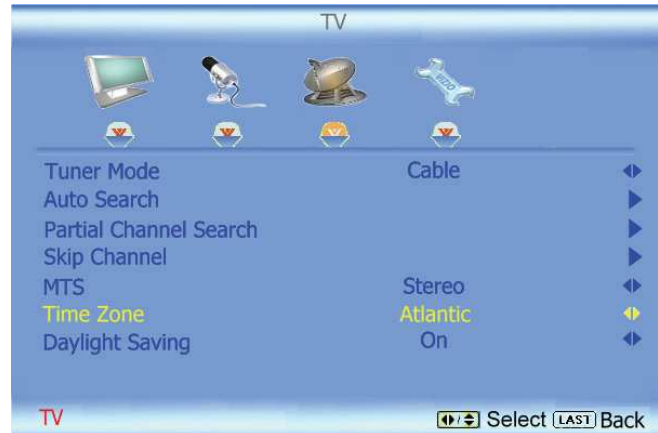 TV
VIZIO
Tuner Mode Cable
Auto Search
Partial Channel Search
Skip Channel
MTS Stereo
Time Zone Atlantic
Daylight Saving On
TV Select LAST Back